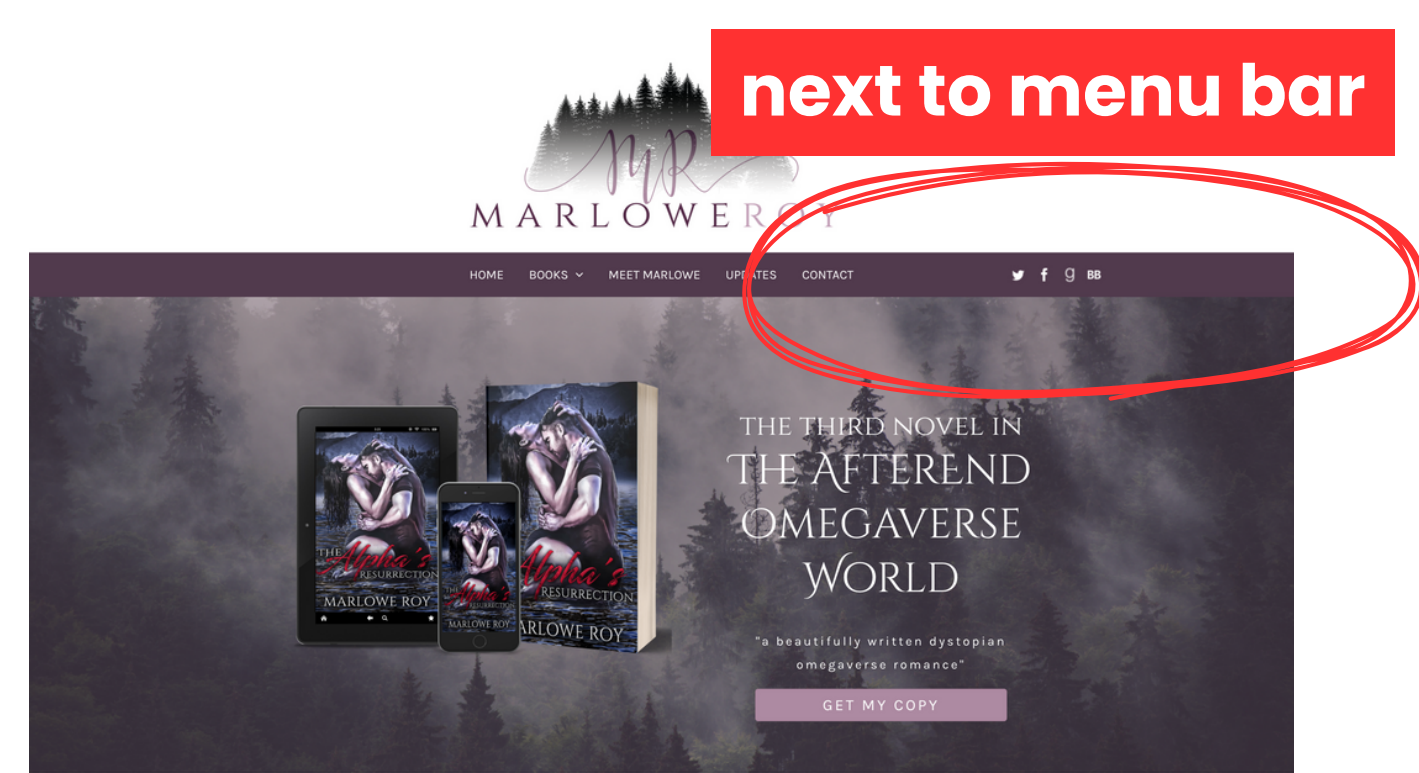 next to menu bar
MR
MARLOWE ROY
HOME BOOKS MEET MARLOWE UPDATES CONTACT g BB
THE THIRD NOVEL IN
THE AFTEREND
OMEGAVERSE
WORLD
THE Alpha's
RESURRECTION
MARLOWE ROY
THE Alpha's
RESURRECTION
MARLOWE ROY
Alpha's
RESURRECTION
ARLOWE ROY
"a beautifully written dystopian
omegaverse romance"
GET MY COPY